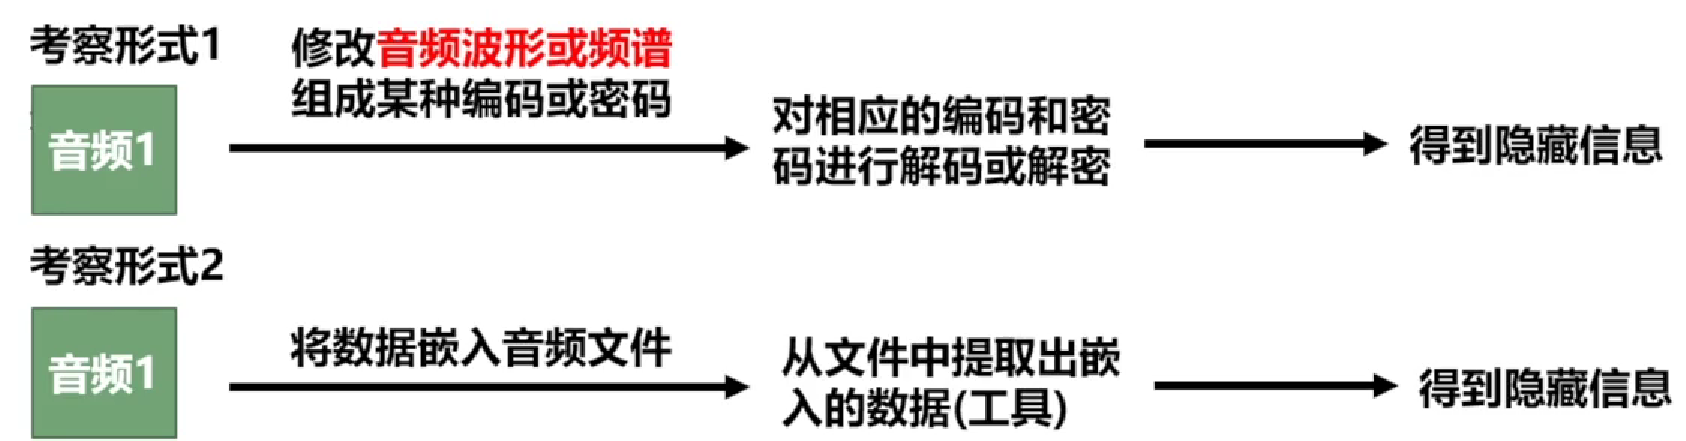 考察形式1
修改音频波形或频谱
组成某种编码或密码
音频1
对相应的编码和密
码进行解码或解密
得到隐藏信息
考察形式2
将数据嵌入音频文件
音频1
从文件中提取出嵌
入的数据(工具)
得到隐藏信息